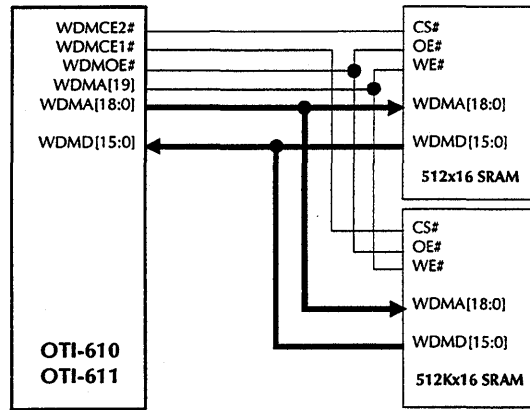 WDMCE2#
WDMCE1#
WDMOE#
WDMA[19]
WDMA[18:0]
WDMD[15:0]
OTI-610
OTI-611
CS#
OE#
WE#
WDMA[18:0]
WDMD[15:0]
512x16 SRAM
CS#
OE#
WE#
WDMA[18:0]
WDMD[15:0]
512Kx16 SRAM